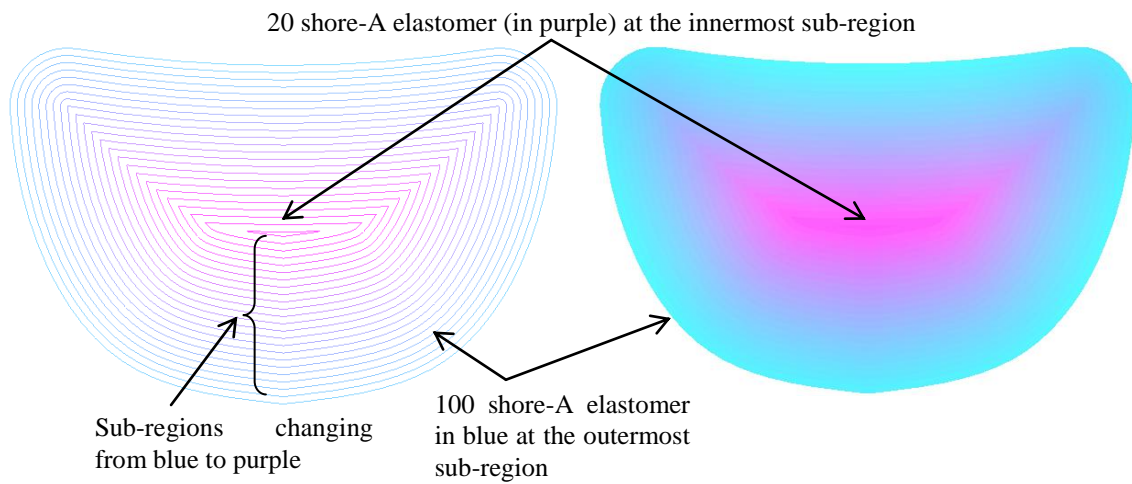 20 shore-A elastomer (in purple) at the innermost sub-region
Sub-regions changing
from blue to purple
100 shore-A elastomer
in blue at the outermost
sub-region